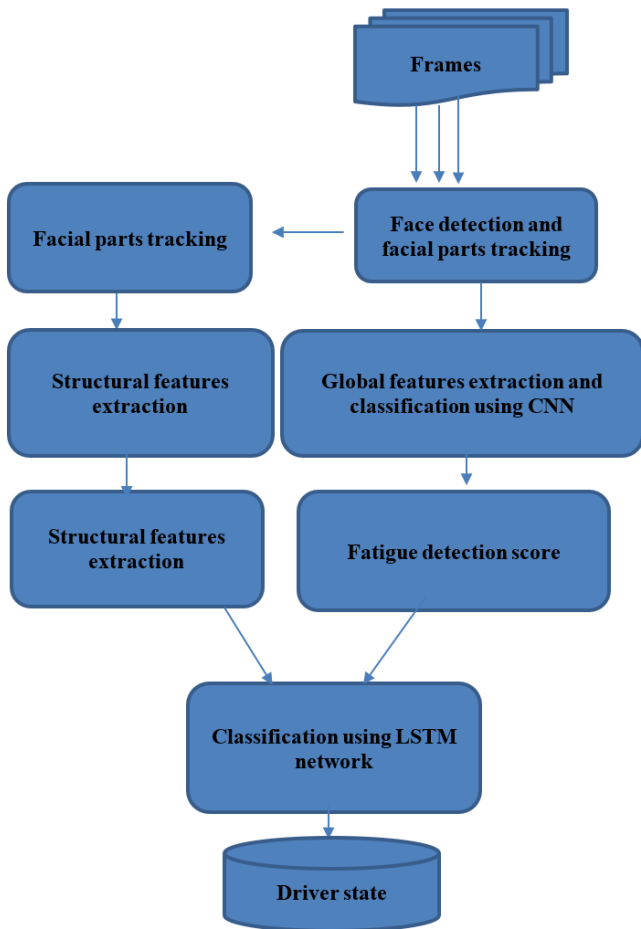 Frames
Facial parts tracking
Face detection and
facial parts tracking
Structural features
extraction
Global features extraction and
classification using CNN
Structural features
extraction
Fatigue detection score
Classification using LSTM
network
Driver state